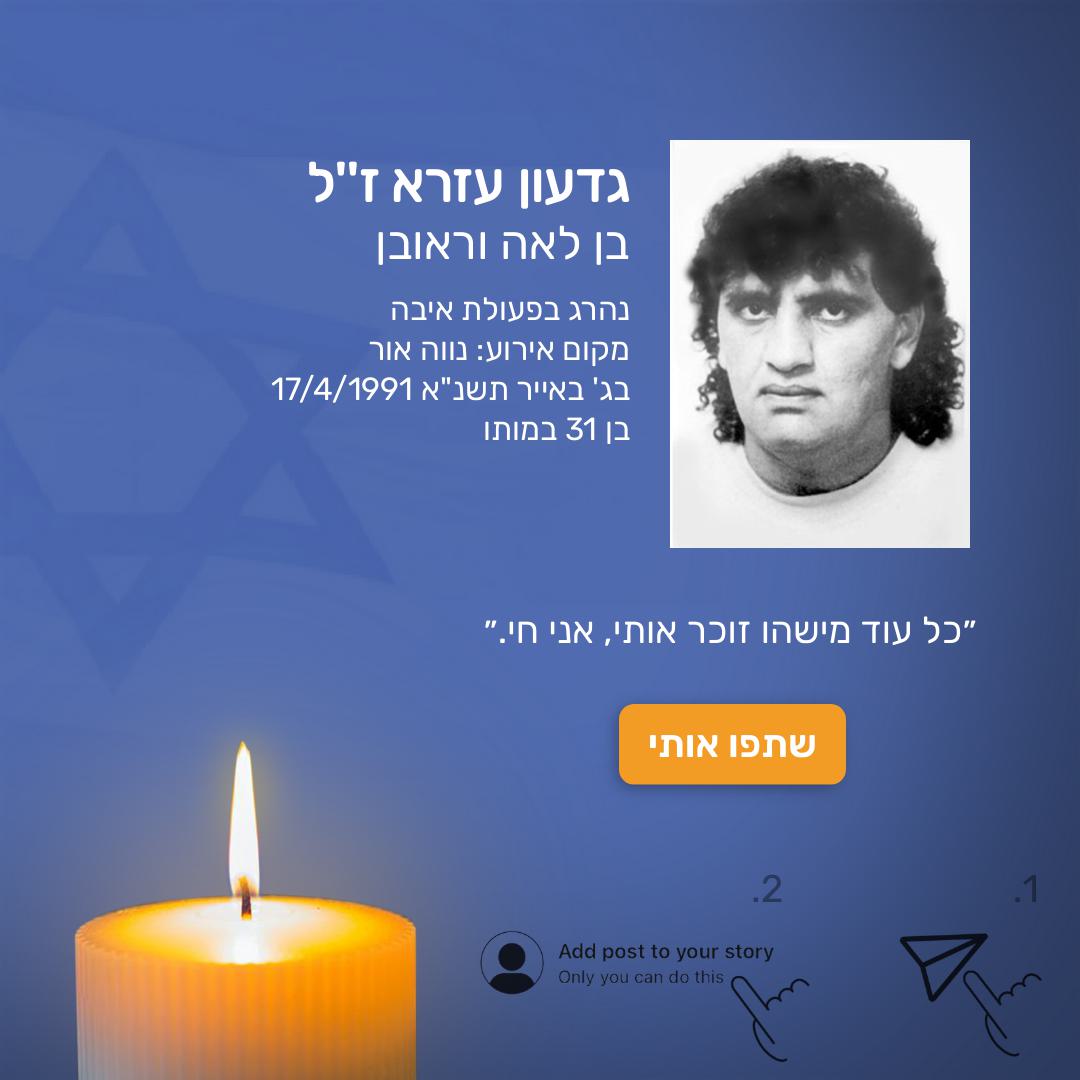 גדעון עזרא ז"ל
בן לאה וראובן
נהרג בפעולת איבה
מקום אירוע: נווה אור
בג' באייר תשנ"א 17/4/1991
בן 31 במותו
״כל עוד מישהו זוכר אותי, אני חי.״
שתפו אותי
1.
2.
Add post to your story
Only you can do this